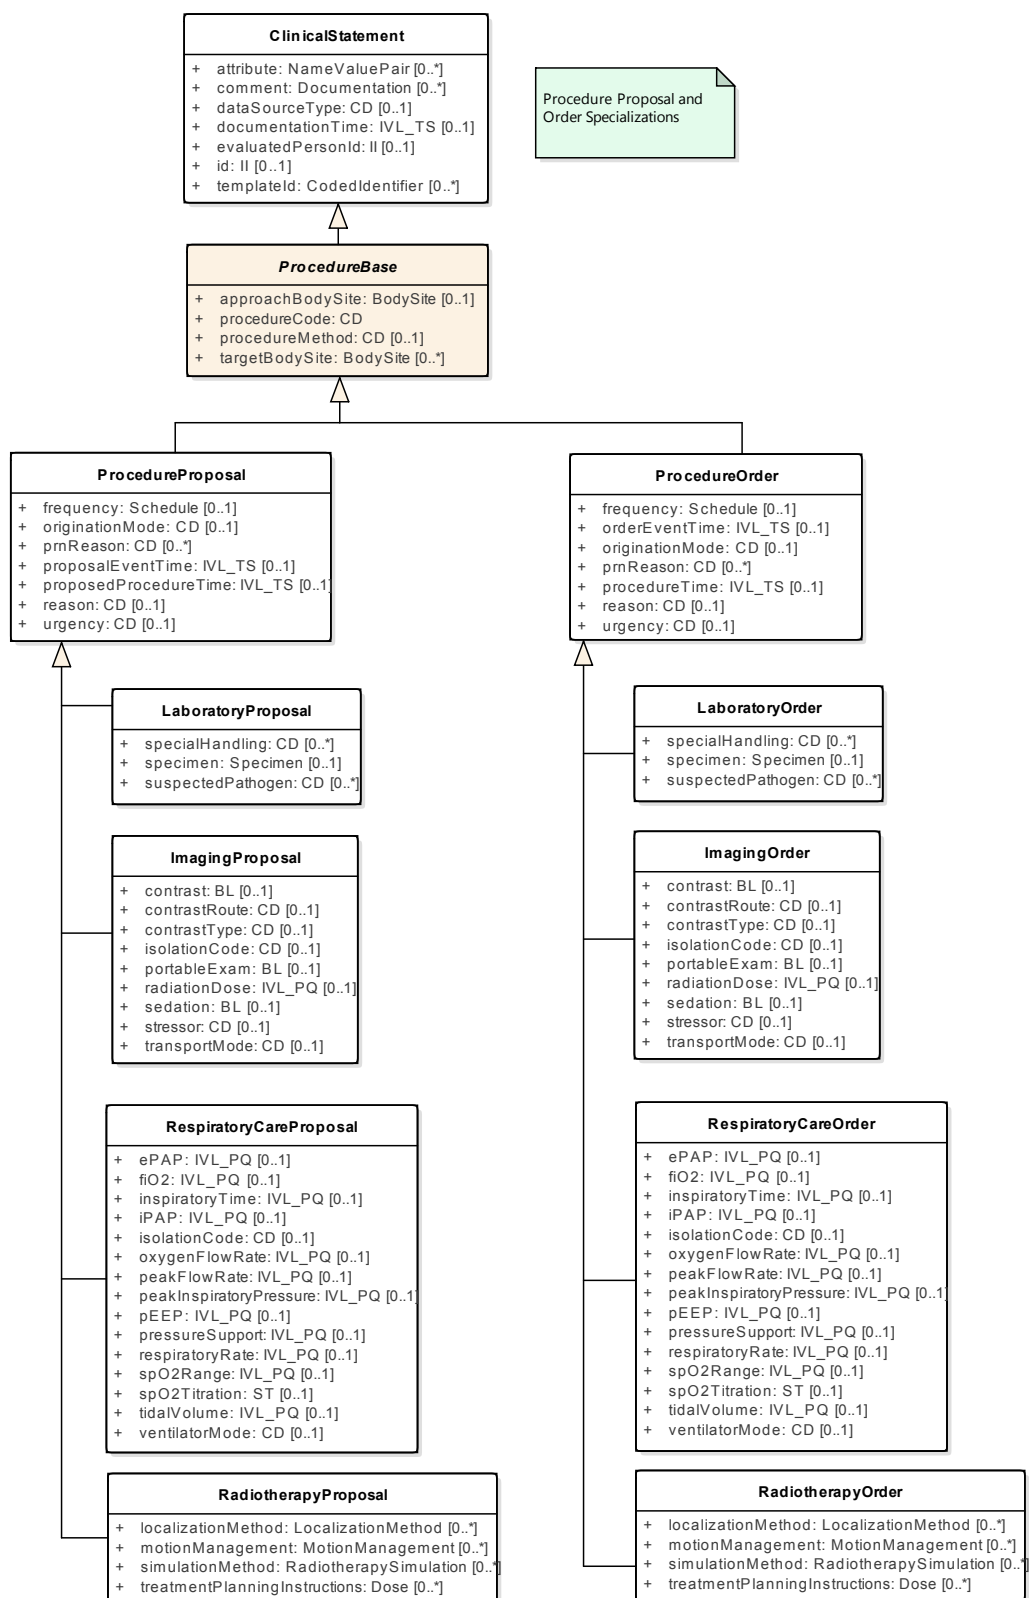 ClinicalStatement
+ attribute: NameValuePair [0..*]
+ comment: Documentation [0..*]
+ dataSourceType: CD [0..1]
+ documentationTime: IVL_TS [0..1]
+ evaluatedPersonId: II [0..1]
+ id: II [0..1]
+ templateId: CodedIdentifier [0..*]
Procedure Proposal and
Order Specializations
ProcedureBase
+ approachBodySite: BodySite [0..1]
+ procedureCode: CD
+ procedureMethod: CD [0..1]
+ targetBodySite: BodySite [0..*]
ProcedureProposal
+ frequency: Schedule [0..1]
+ originationMode: CD [0..1]
+ prnReason: CD [0..*]
+ proposalEventTime: IVL_TS [0..1]
+ proposedProcedureTime: IVL_TS [0..1]
+ reason: CD [0..1]
+ urgency: CD [0..1]
ProcedureOrder
+ frequency: Schedule [0..1]
+ orderEventTime: IVL_TS [0..1]
+ originationMode: CD [0..1]
+ prnReason: CD [0..*]
+ procedureTime: IVL_TS [0..1]
+ reason: CD [0..1]
+ urgency: CD [0..1]
LaboratoryProposal
+ specialHandling: CD [0..*]
+ specimen: Specimen [0..1]
+ suspectedPathogen: CD [0..*]
LaboratoryOrder
+ specialHandling: CD [0..*]
+ specimen: Specimen [0..1]
+ suspectedPathogen: CD [0..*]
ImagingProposal
+ contrast: BL [0..1]
+ contrastRoute: CD [0..1]
+ contrastType: CD [0..1]
+ isolationCode: CD [0..1]
+ portableExam: BL [0..1]
+ radiationDose: IVL_PQ [0..1]
+ sedation: BL [0..1]
+ stressor: CD [0..1]
+ transportMode: CD [0..1]
ImagingOrder
+ contrast: BL [0..1]
+ contrastRoute: CD [0..1]
+ contrastType: CD [0..1]
+ isolationCode: CD [0..1]
+ portableExam: BL [0..1]
+ radiationDose: IVL_PQ [0..1]
+ sedation: BL [0..1]
+ stressor: CD [0..1]
+ transportMode: CD [0..1]
RespiratoryCareProposal
+ ePAP: IVL_PQ [0..1]
+ fiO2: IVL_PQ [0..1]
+ inspiratoryTime: IVL_PQ [0..1]
+ iPAP: IVL_PQ [0..1]
+ isolationCode: CD [0..1]
+ oxygenFlowRate: IVL_PQ [0..1]
+ peakFlowRate: IVL_PQ [0..1]
+ peakInspiratoryPressure: IVL_PQ [0..1]
+ pEEP: IVL_PQ [0..1]
+ pressureSupport: IVL_PQ [0..1]
+ respiratoryRate: IVL_PQ [0..1]
+ spO2Range: IVL_PQ [0..1]
+ spO2Titration: ST [0..1]
+ tidalVolume: IVL_PQ [0..1]
+ ventilatorMode: CD [0..1]
RespiratoryCareOrder
+ ePAP: IVL_PQ [0..1]
+ fiO2: IVL_PQ [0..1]
+ inspiratoryTime: IVL_PQ [0..1]
+ iPAP: IVL_PQ [0..1]
+ isolationCode: CD [0..1]
+ oxygenFlowRate: IVL_PQ [0..1]
+ peakFlowRate: IVL_PQ [0..1]
+ peakInspiratoryPressure: IVL_PQ [0..1]
+ pEEP: IVL_PQ [0..1]
+ pressureSupport: IVL_PQ [0..1]
+ respiratoryRate: IVL_PQ [0..1]
+ spO2Range: IVL_PQ [0..1]
+ spO2Titration: ST [0..1]
+ tidalVolume: IVL_PQ [0..1]
+ ventilatorMode: CD [0..1]
RadiotherapyProposal
+ localizationMethod: LocalizationMethod [0..*]
+ motionManagement: MotionManagement [0..*]
+ simulationMethod: RadiotherapySimulation [0..*]
+ treatmentPlanningInstructions: Dose [0..*]
RadiotherapyOrder
+ localizationMethod: LocalizationMethod [0..*]
+ motionManagement: MotionManagement [0..*]
+ simulationMethod: RadiotherapySimulation [0..*]
+ treatmentPlanningInstructions: Dose [0..*]